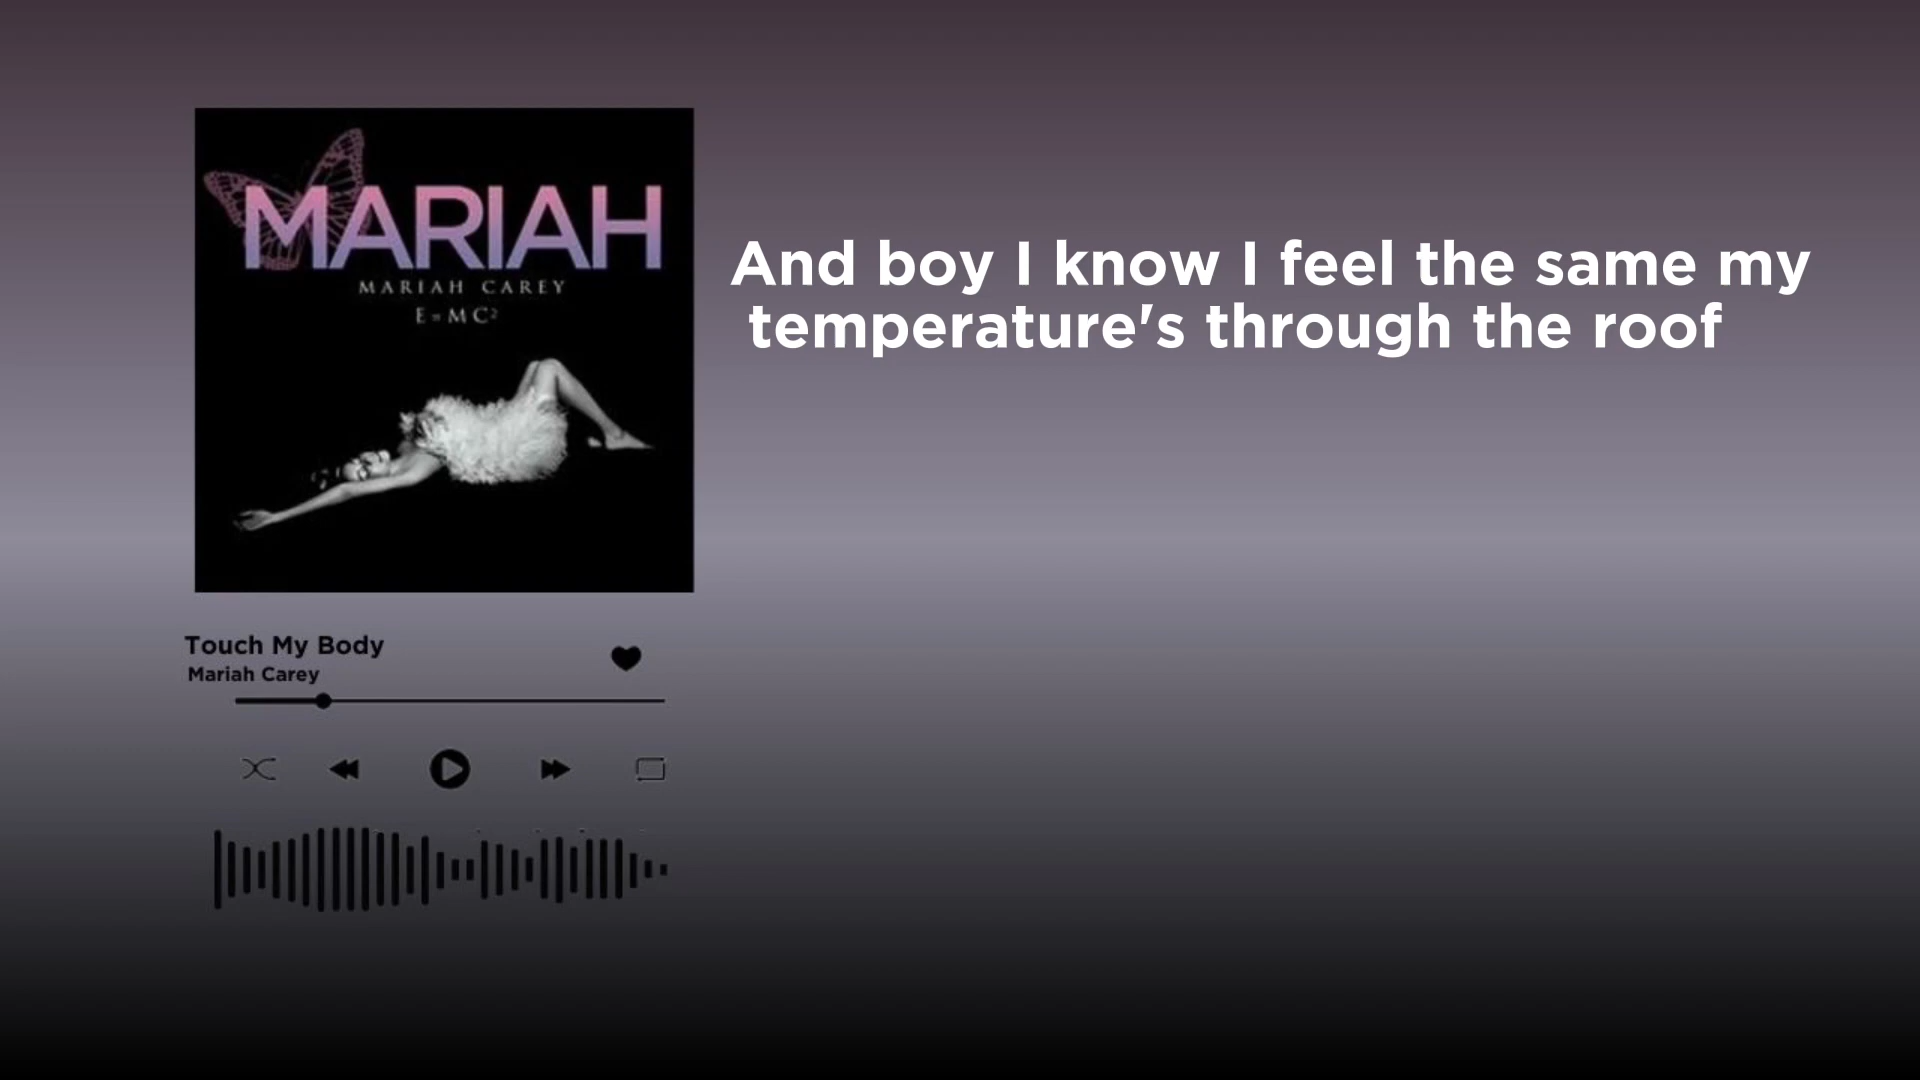 MARIAH
MARIAH CAREY
E=MC²
And boy I know I feel the same my
temperature's through the roof
Touch My Body
Mariah Carey